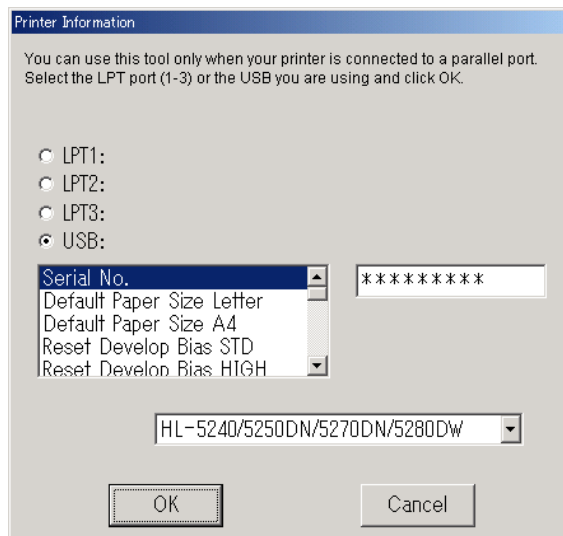 Printer Information
You can use this tool only when your printer is connected to a parallel port.
Select the LPT port (1-3) or the USB you are using and click OK.
LPT1:
LPT2:
LPT3:
USB:
Serial No.
*********
Default Paper Size Letter
Default Paper Size A4
Reset Develop Bias STD
Reset Develop Bias HIGH
HL-5240/5250DN/5270DN/5280DW
OK
Cancel